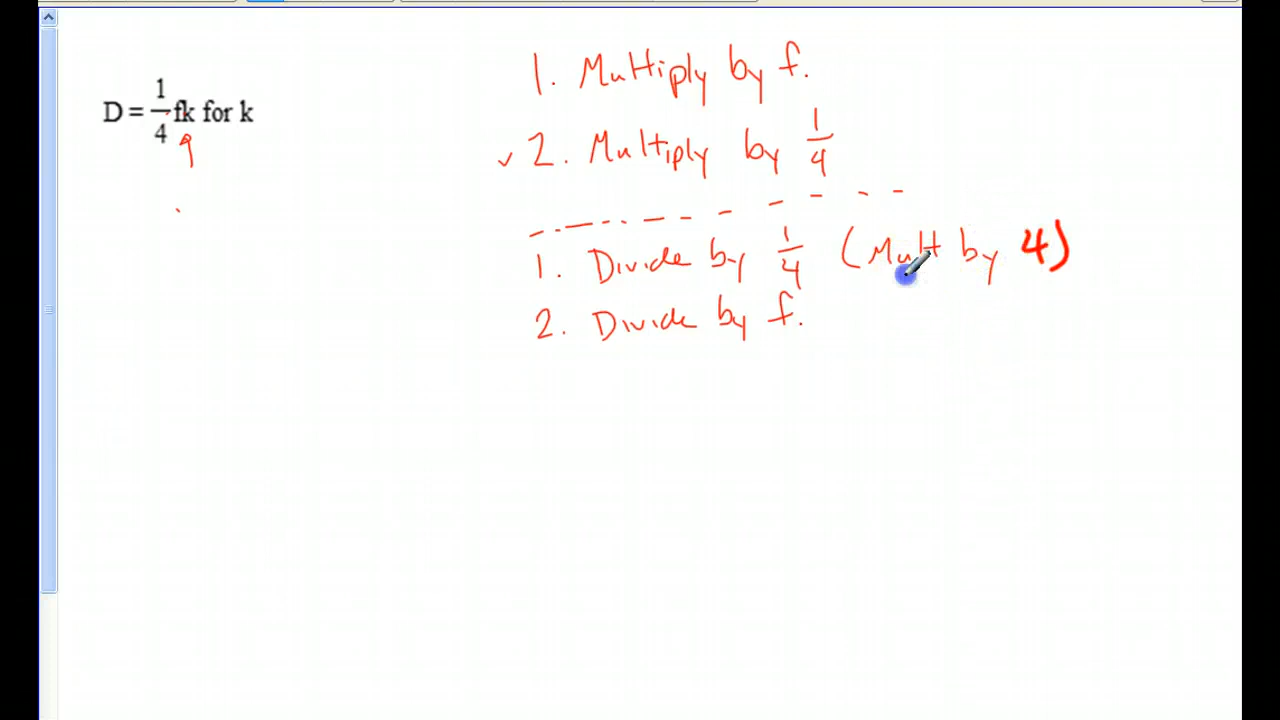 D = 1/4 fk for k
1. Multiply by f.
✓ 2. Multiply by 1/4
1. Divide by 1/4 (Mult by 4)
2. Divide by f.